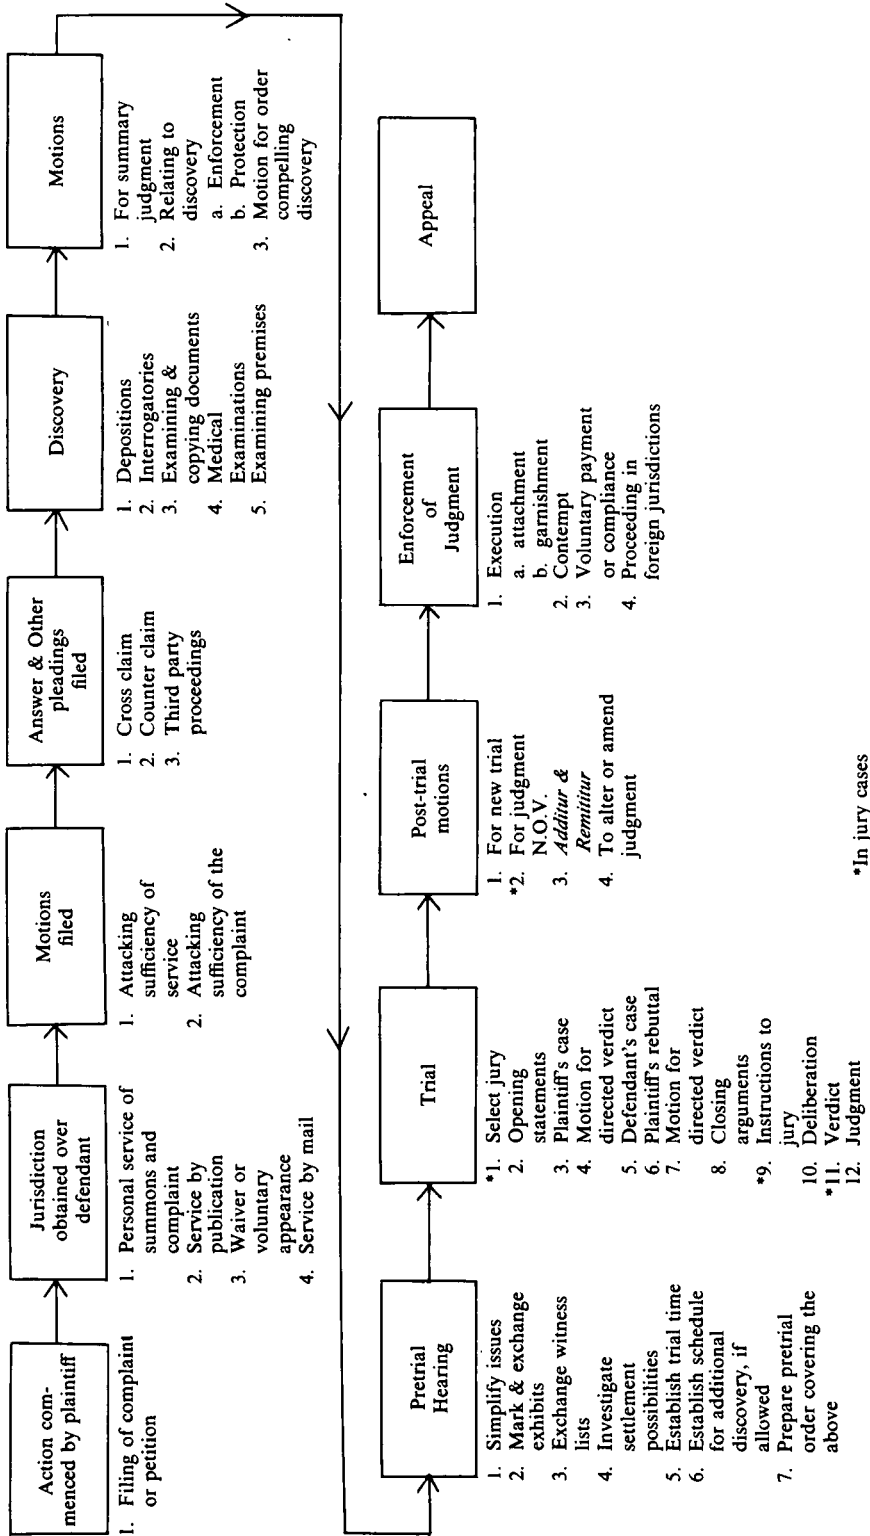 Action com-
menced by plaintiff
1. Filing of complaint
or petition
Jurisdiction
obtained over
defendant
1. Personal service of
summons and
complaint
2. Service by
publication
3. Waiver or
voluntary
appearance
4. Service by mail
Motions
filed
1. Attacking
sufficiency of
service
2. Attacking
sufficiency of the
complaint
Answer & Other
pleadings
filed
1. Cross claim
2. Counter claim
3. Third party
proceedings
Discovery
1. Depositions
2. Interrogatories
3. Examining &
copying documents
4. Medical
Examinations
5. Examining premises
Motions
1. For summary
judgment
2. Relating to
discovery
a. Enforcement
b. Protection
3. Motion for order
compelling
discovery
Pretrial
Hearing
1. Simplify issues
2. Mark & exchange
exhibits
3. Exchange witness
lists
4. Investigate
settlement
possibilities
5. Establish trial time
6. Establish schedule
for additional
discovery, if
allowed
7. Prepare pretrial
order covering the
above
Trial
*1. Select jury
2. Opening
statements
3. Plaintiff's case
4. Motion for
directed verdict
5. Defendant's case
6. Plaintiff's rebuttal
7. Motion for
directed verdict
8. Closing
arguments
*9. Instructions to
jury
10. Deliberation
*11. Verdict
12. Judgment
Post-trial
motions
1. For new trial
*2. For judgment
N.O.V.
3. Additur &
Remititur
4. To alter or amend
judgment
Enforcement
of
Judgment
1. Execution
a. attachment
b. garnishment
2. Contempt
3. Voluntary payment
or compliance
4. Proceeding in
foreign jurisdictions
Appeal
*In jury cases